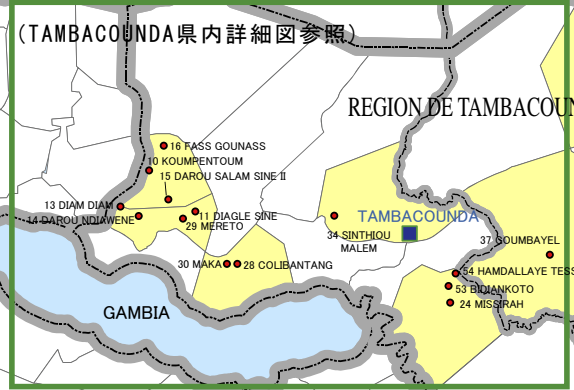 (TAMBACOUNDA県内詳細図参照)
REGION DE TAMBACOUN
16 FASS GOUNASS
10 KOUMPENTOUM
15 DAROU SALAM SINE II
13 DIAM DIAM
14 DAROU NDIAWENE
11 DIAGLE SINE
29 MERETO
TAMBACOUNDA
34 SINTHIOU
MALEM
37 GOUMBAYEL
30 MAKA
28 COLIBANTANG
54 HAMDALLAYE TESS
53 BIDIANKOTO
24 MISSIRAH
GAMBIA